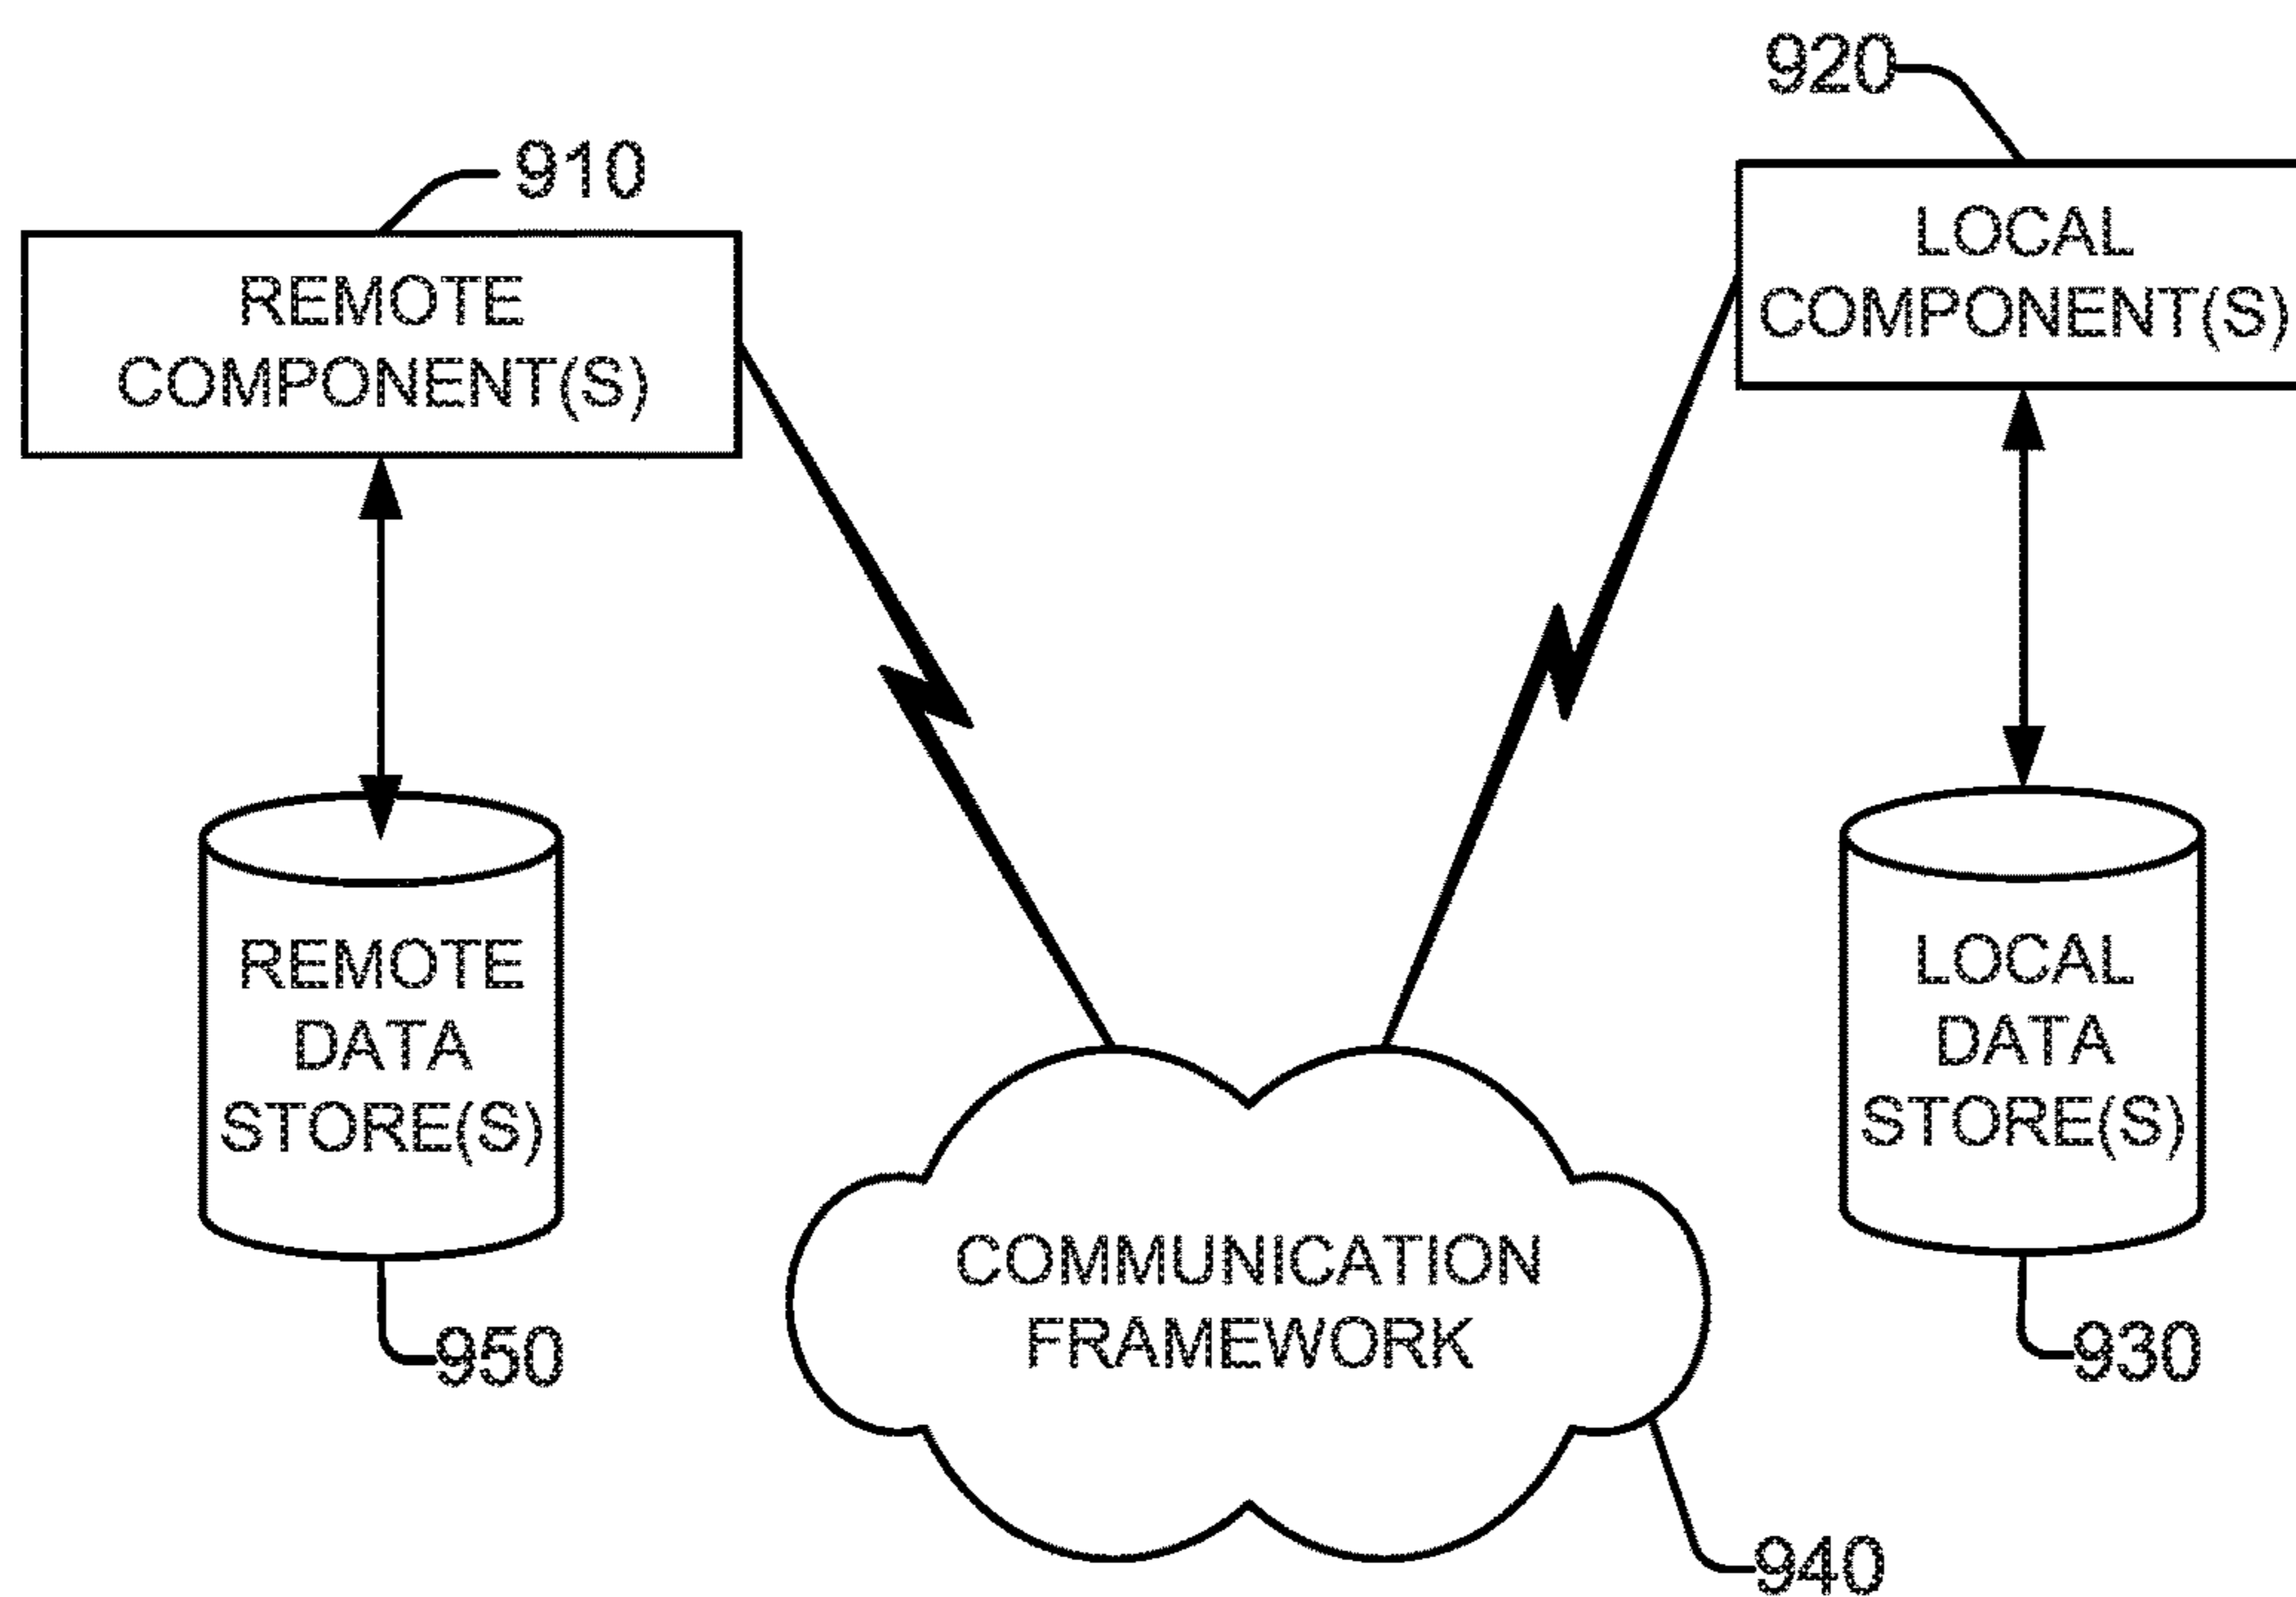 920
910
LOCAL
COMPONENT(S)
REMOTE
COMPONENT(S)
REMOTE
DATA
STORE(S)
LOCAL
DATA
STORE(S)
COMMUNICATION
FRAMEWORK
950
930
940